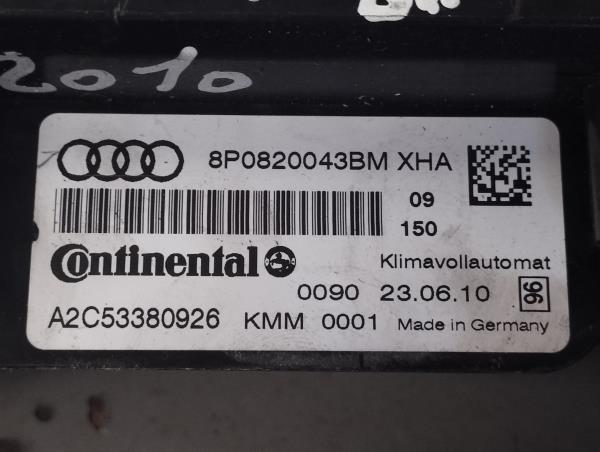 2010
8P0820043BM XHA
09
150
Continental
Klimavollautomat
0090 23.06.10 96
A2C53380926 KMM 0001 Made in Germany